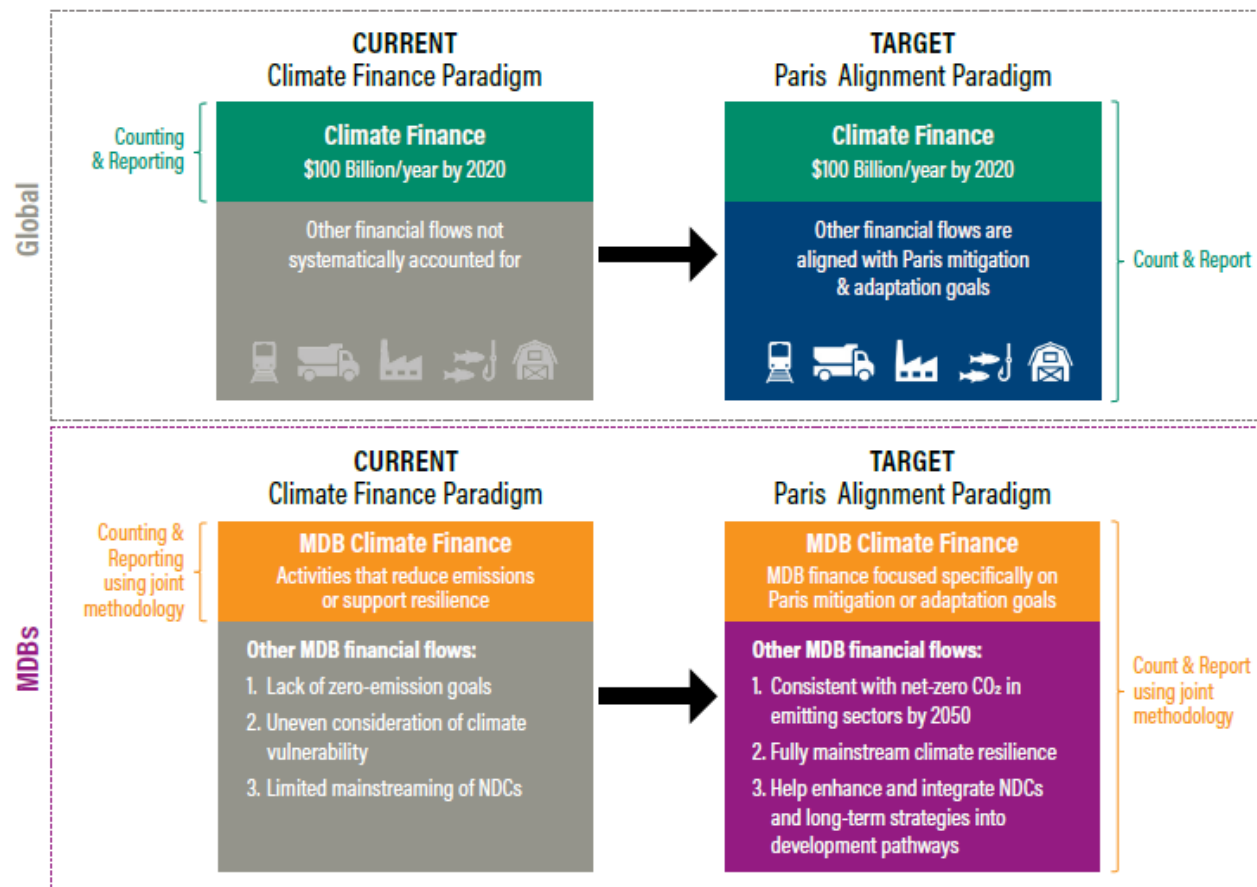 Global
CURRENT
Climate Finance Paradigm
Counting
& Reporting
Climate Finance
$100 Billion/year by 2020
Other financial flows not
systematically accounted for
TARGET
Paris Alignment Paradigm
Climate Finance
$100 Billion/year by 2020
Other financial flows are
aligned with Paris mitigation
& adaptation goals
Count & Report
MDBs
CURRENT
Climate Finance Paradigm
Counting &
Reporting
using joint
methodology
MDB Climate Finance
Activities that reduce emissions
or support resilience
Other MDB financial flows:
1. Lack of zero-emission goals
2. Uneven consideration of climate
vulnerability
3. Limited mainstreaming of NDCs
TARGET
Paris Alignment Paradigm
MDB Climate Finance
MDB finance focused specifically on
Paris mitigation or adaptation goals
Other MDB financial flows:
1. Consistent with net-zero CO₂ in
emitting sectors by 2050
2. Fully mainstream climate resilience
3. Help enhance and integrate NDCs
and long-term strategies into
development pathways
Count & Report
using joint
methodology